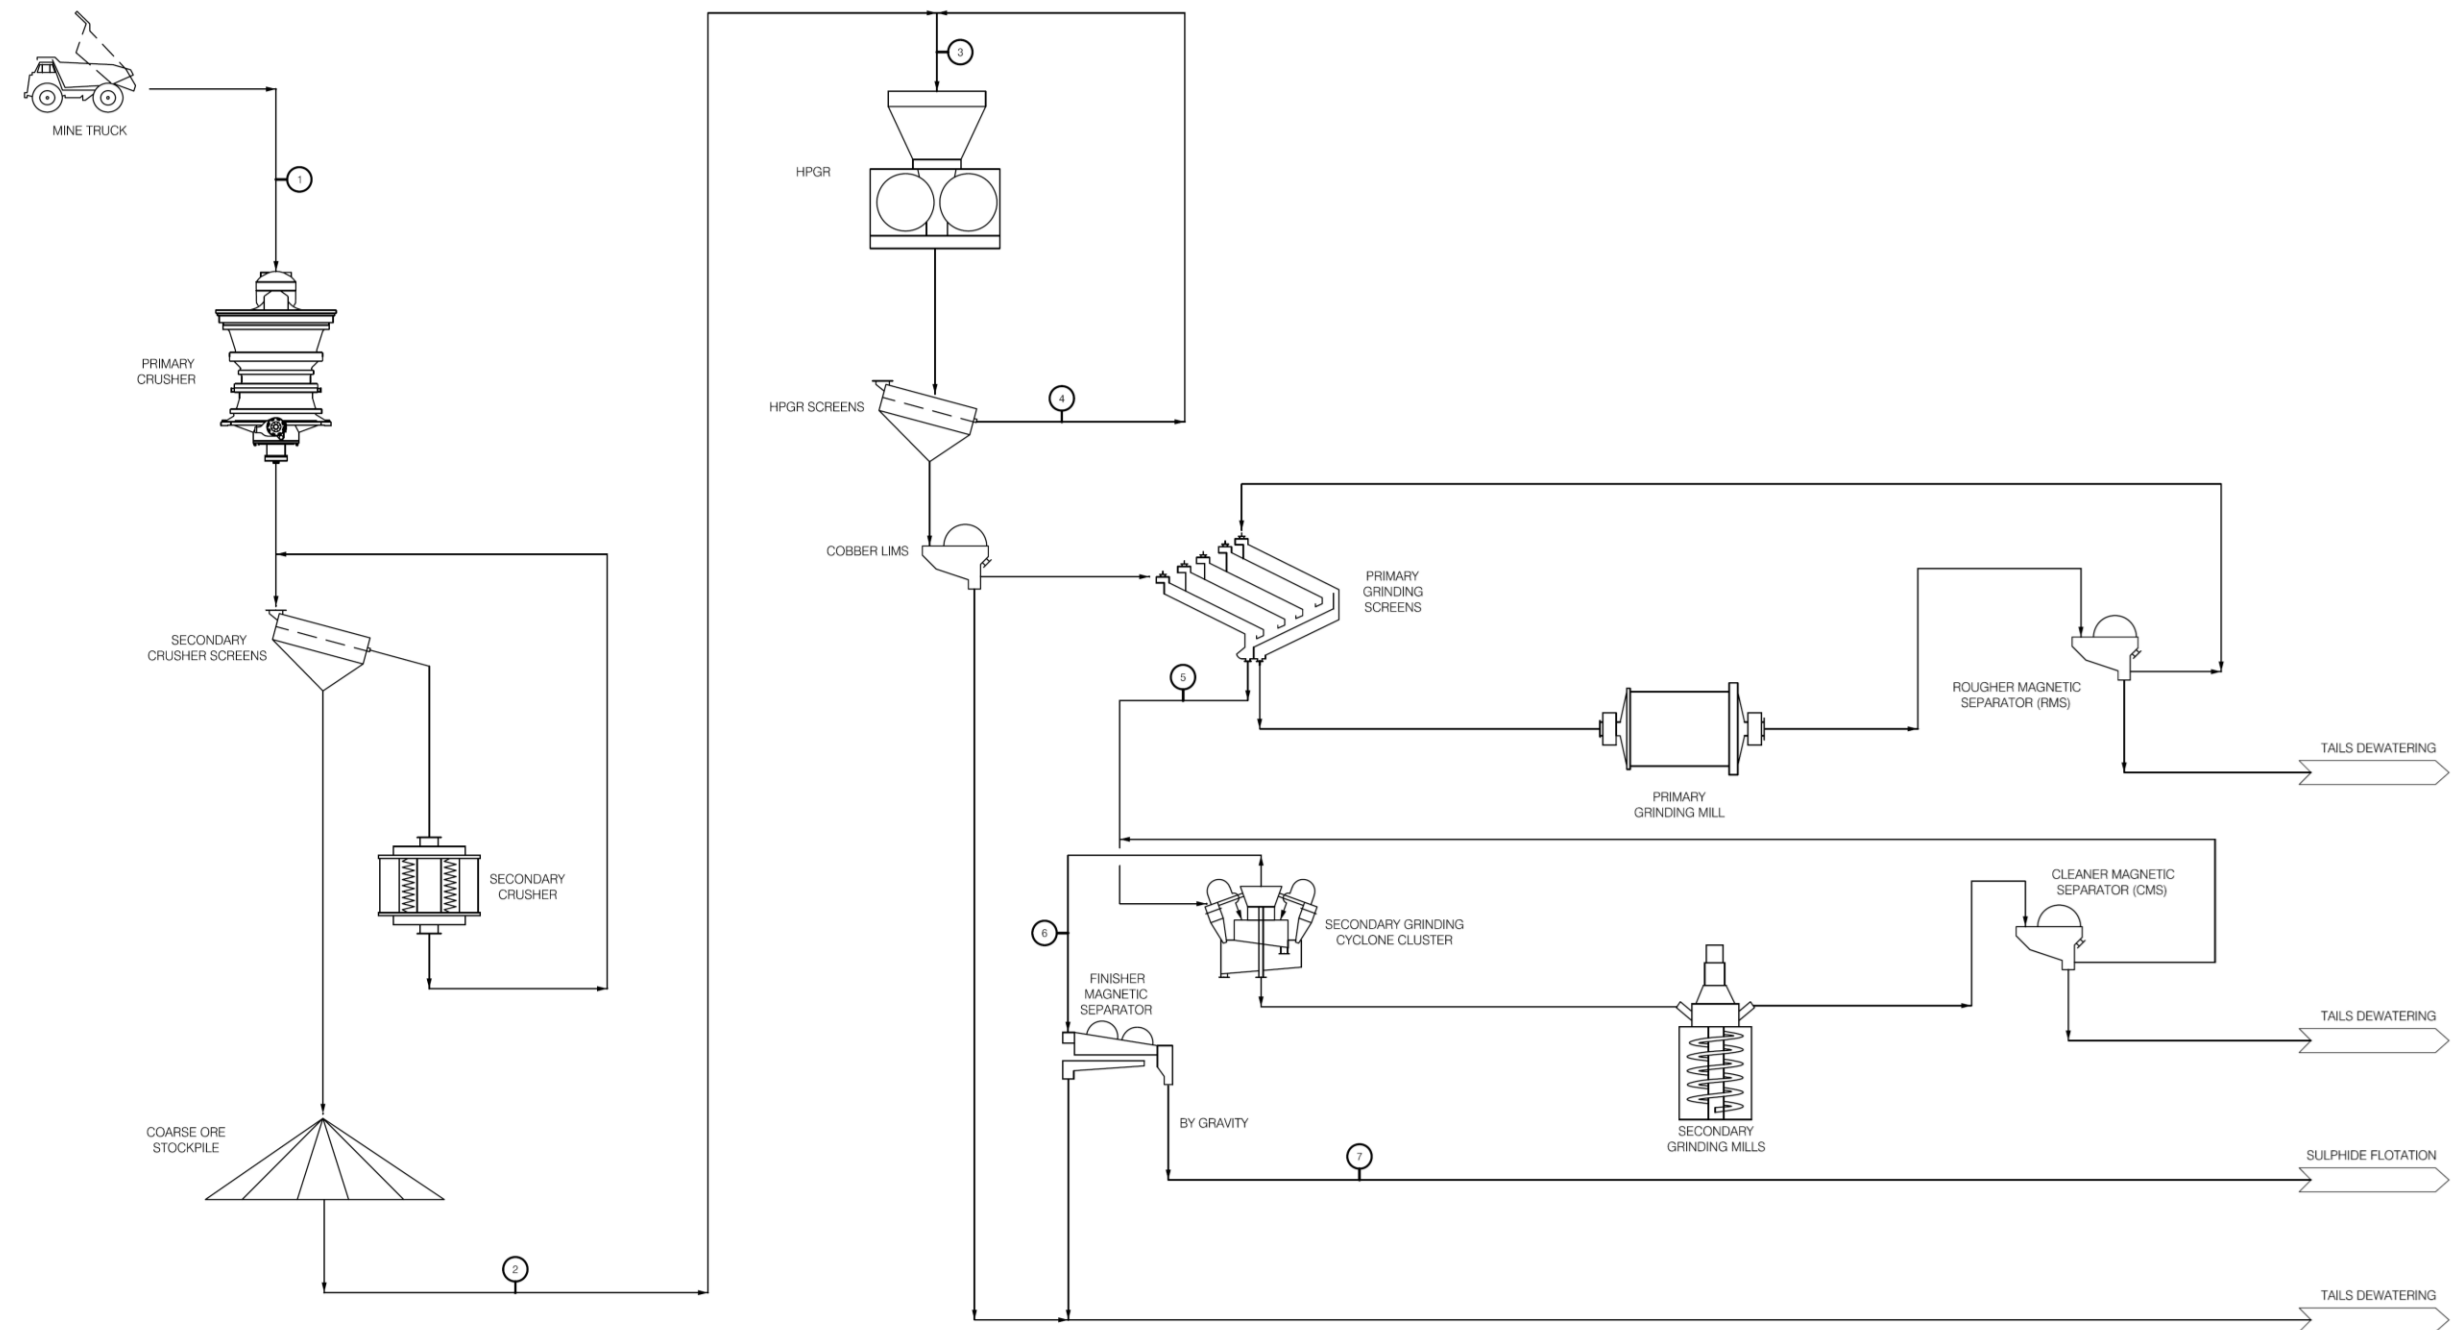 MINE TRUCK
1
PRIMARY
CRUSHER
SECONDARY
CRUSHER SCREENS
SECONDARY
CRUSHER
COARSE ORE
STOCKPILE
2
3
HPGR
HPGR SCREENS
4
COBBER LIMS
PRIMARY
GRINDING
SCREENS
5
PRIMARY
GRINDING MILL
ROUGHER MAGNETIC
SEPARATOR (RMS)
TAILS DEWATERING
CLEANER MAGNETIC
SEPARATOR (CMS)
SECONDARY GRINDING
CYCLONE CLUSTER
6
FINISHER
MAGNETIC
SEPARATOR
TAILS DEWATERING
BY GRAVITY
SECONDARY
GRINDING MILLS
7
SULPHIDE FLOTATION
TAILS DEWATERING